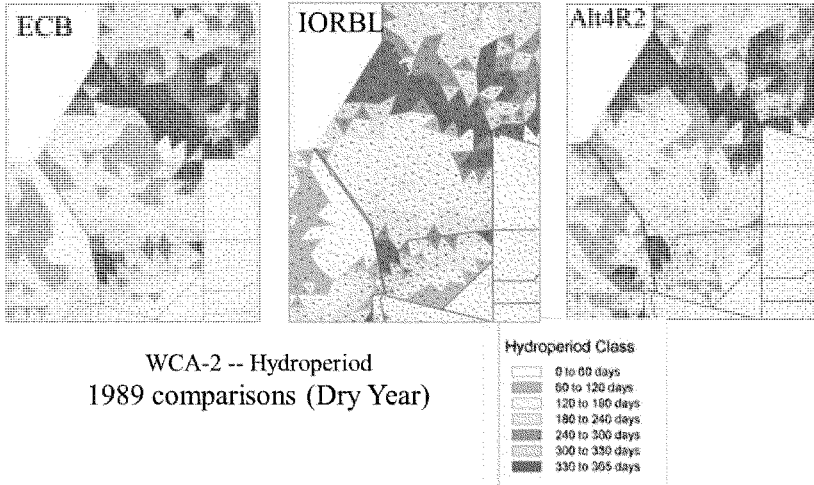 ECB
IORBL
Alt4R2
WCA-2 -- Hydroperiod
1989 comparisons (Dry Year)
Hydroperiod Class
0 to 60 days
60 to 120 days
120 to 180 days
180 to 240 days
240 to 300 days
300 to 330 days
330 to 365 days